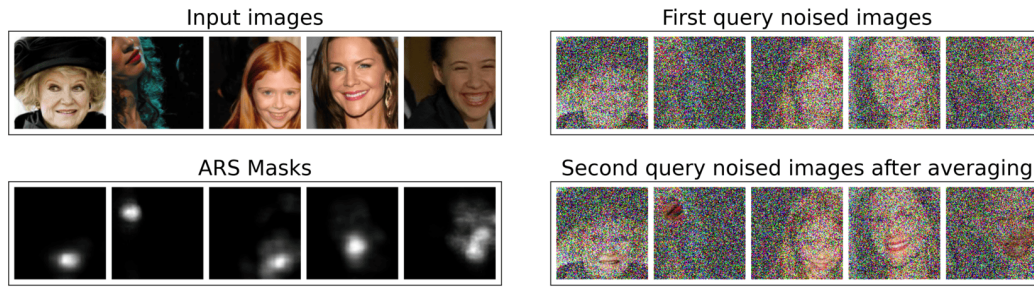 Input images
First query noised images
ARS Masks
Second query noised images after averaging